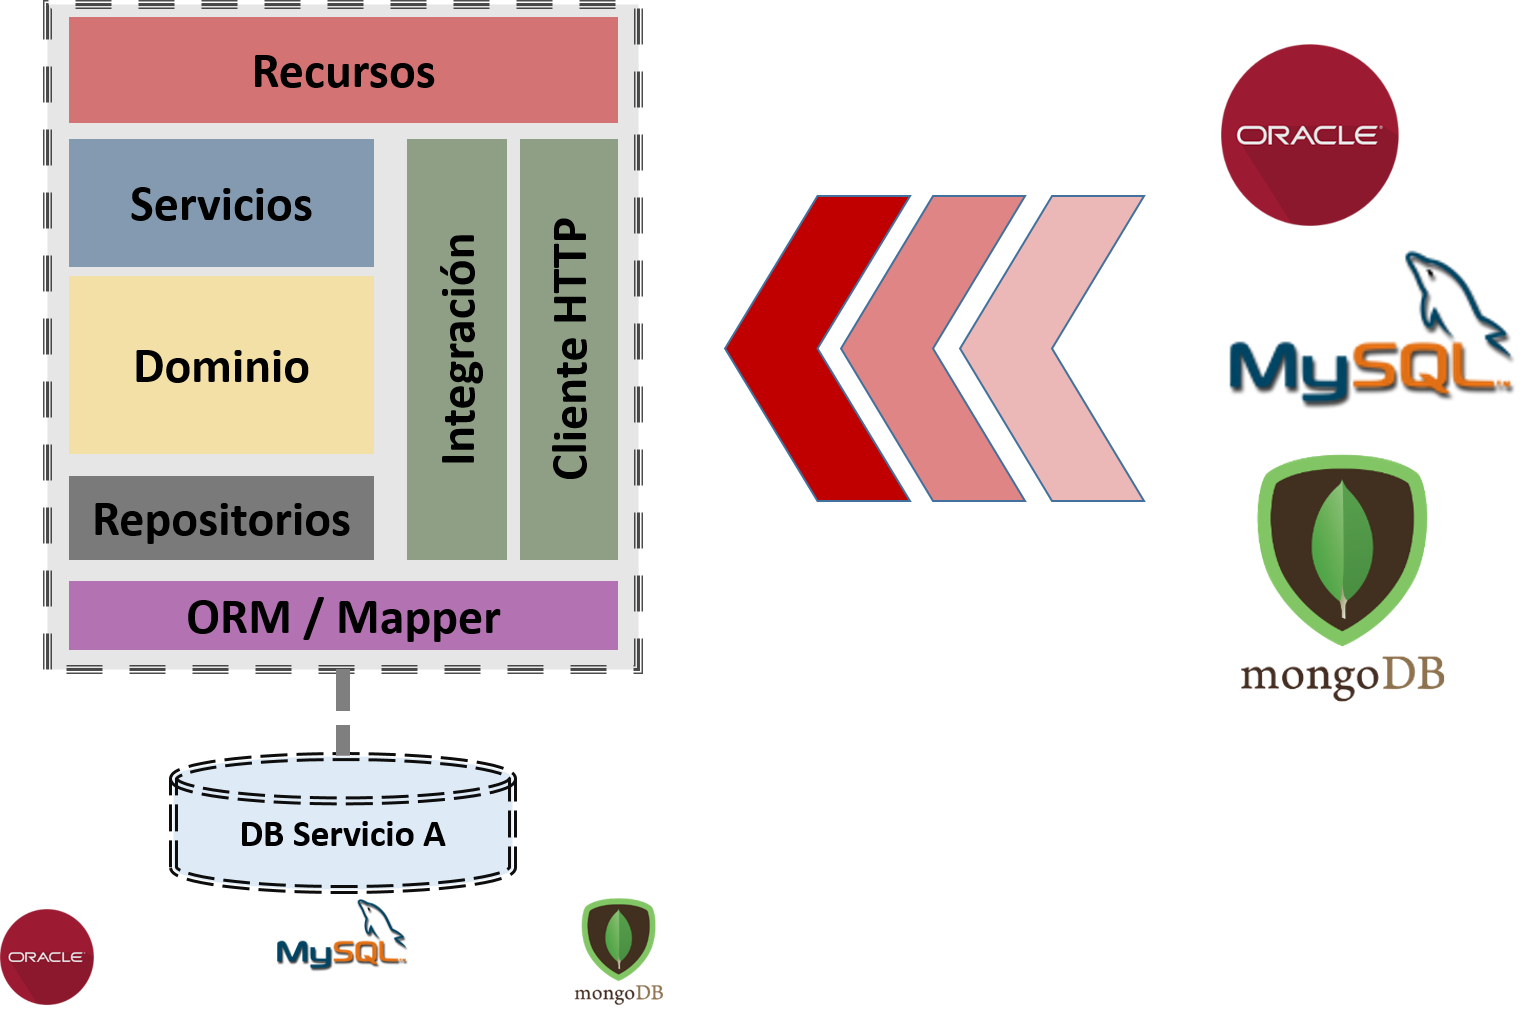 Recursos
Servicios
Dominio
Repositorios
Integración
Cliente HTTP
ORM / Mapper
DB Servicio A
ORACLE
MySQL
mongoDB
ORACLE
MySQL
mongoDB